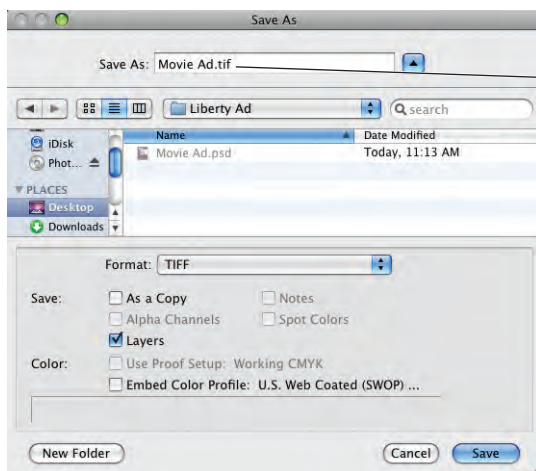 Save As
Save As: Movie Ad.tif
Liberty Ad
search
Name
Date Modified
iDisk
Movie Ad.psd
Today, 11:13 AM
Phot...
PLACES
Desktop
Downloads
Format: TIFF
Save:
As a Copy
Notes
Alpha Channels
Spot Colors
Layers
Color:
Use Proof Setup: Working CMYK
Embed Color Profile: U.S. Web Coated (SWOP) ...
New Folder
Cancel
Save